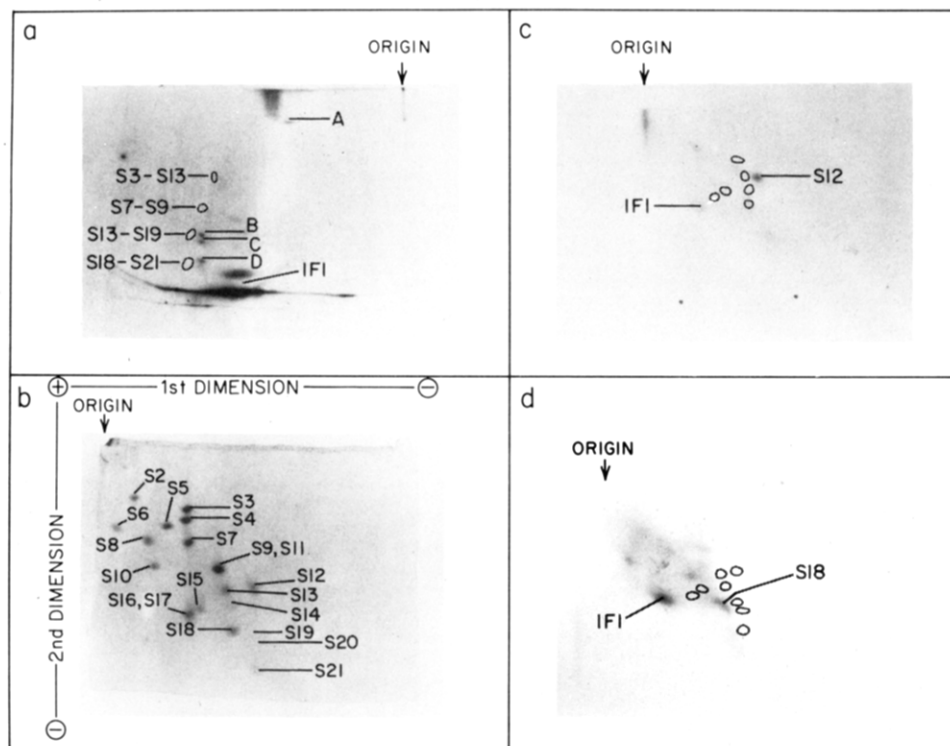 a
ORIGIN
A
S3-S13
S7-S9
S13-S19
B
C
S18-S21
D
IF1
c
ORIGIN
S12
IF1
+ 1st DIMENSION −
2nd DIMENSION
−
b
ORIGIN
S2
S5
S3
S6
S4
S8
S7
S9,S11
S10
S15
S12
S13
S16,S17
S14
S18
S19
S20
S21
d
ORIGIN
S18
IF1